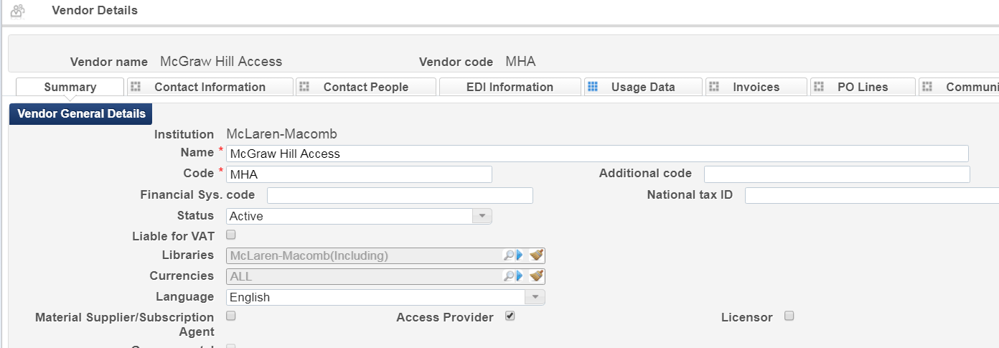 Vendor Details
Vendor name McGraw Hill Access Vendor code MHA
Summary Contact Information Contact People EDI Information Usage Data Invoices PO Lines Communi
Vendor General Details
Institution McLaren-Macomb
Name * McGraw Hill Access
Code * MHA Additional code
Financial Sys. code National tax ID
Status Active
Liable for VAT
Libraries McLaren-Macomb(Including)
Currencies ALL
Language English
Material Supplier/Subscription Access Provider Licensor
Agent